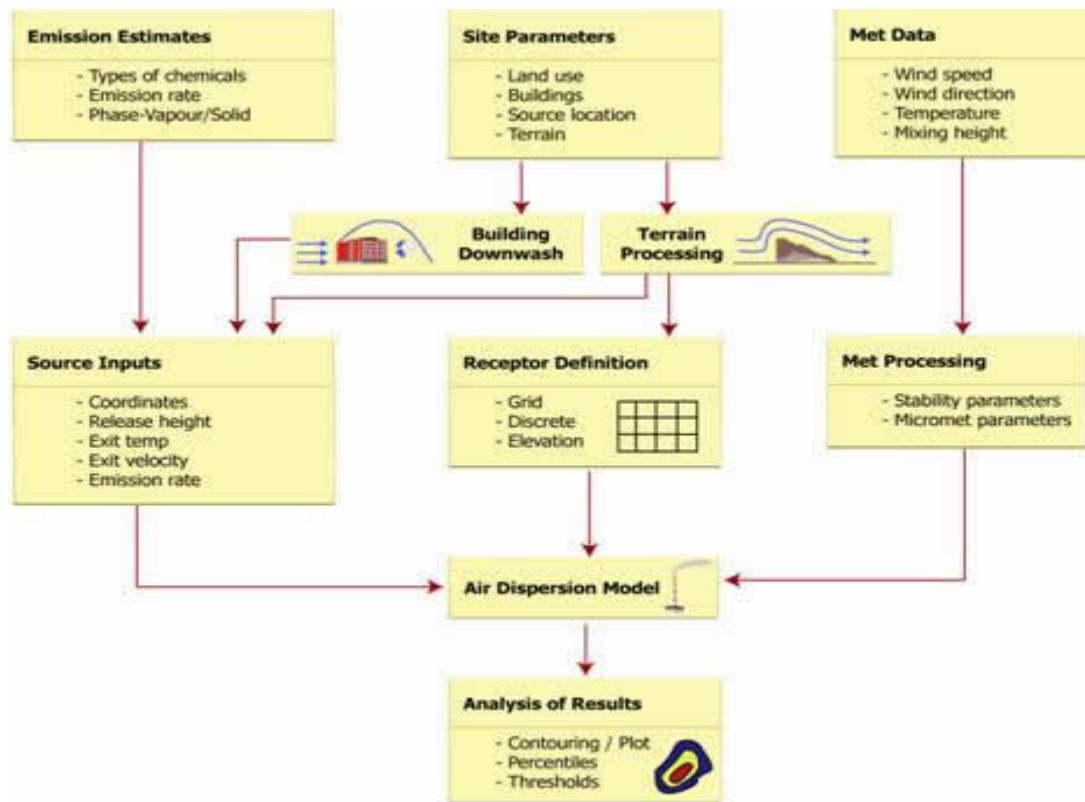 Emission Estimates
- Types of chemicals
- Emission rate
- Phase-Vapour/Solid
Site Parameters
- Land use
- Buildings
- Source location
- Terrain
Met Data
- Wind speed
- Wind direction
- Temperature
- Mixing height
Building
Downwash
Terrain
Processing
Source Inputs
- Coordinates
- Release height
- Exit temp
- Exit velocity
- Emission rate
Receptor Definition
- Grid
- Discrete
- Elevation
Met Processing
- Stability parameters
- Micromet parameters
Air Dispersion Model
Analysis of Results
- Contouring / Plot
- Percentiles
- Thresholds